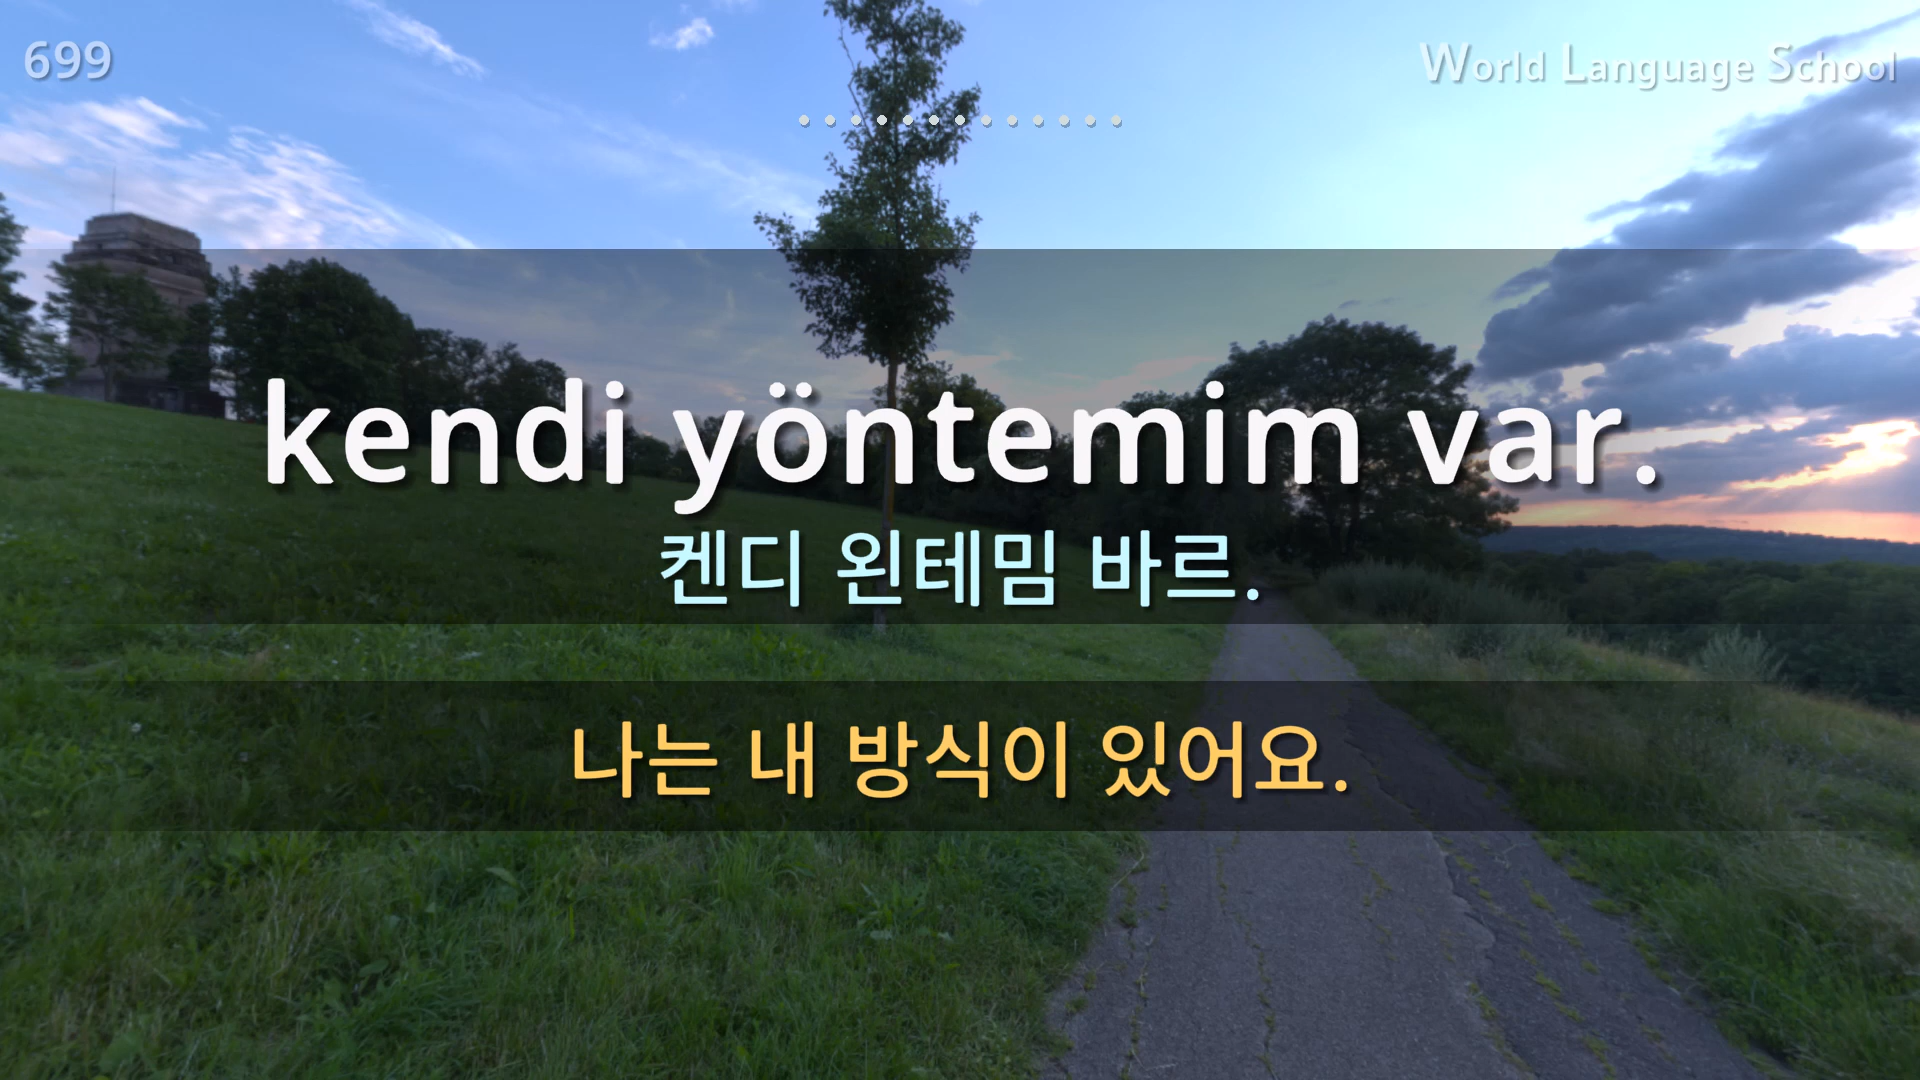 699
World Language School
kendi yöntemim var.
켄디 왼테밈 바르.
나는 내 방식이 있어요.